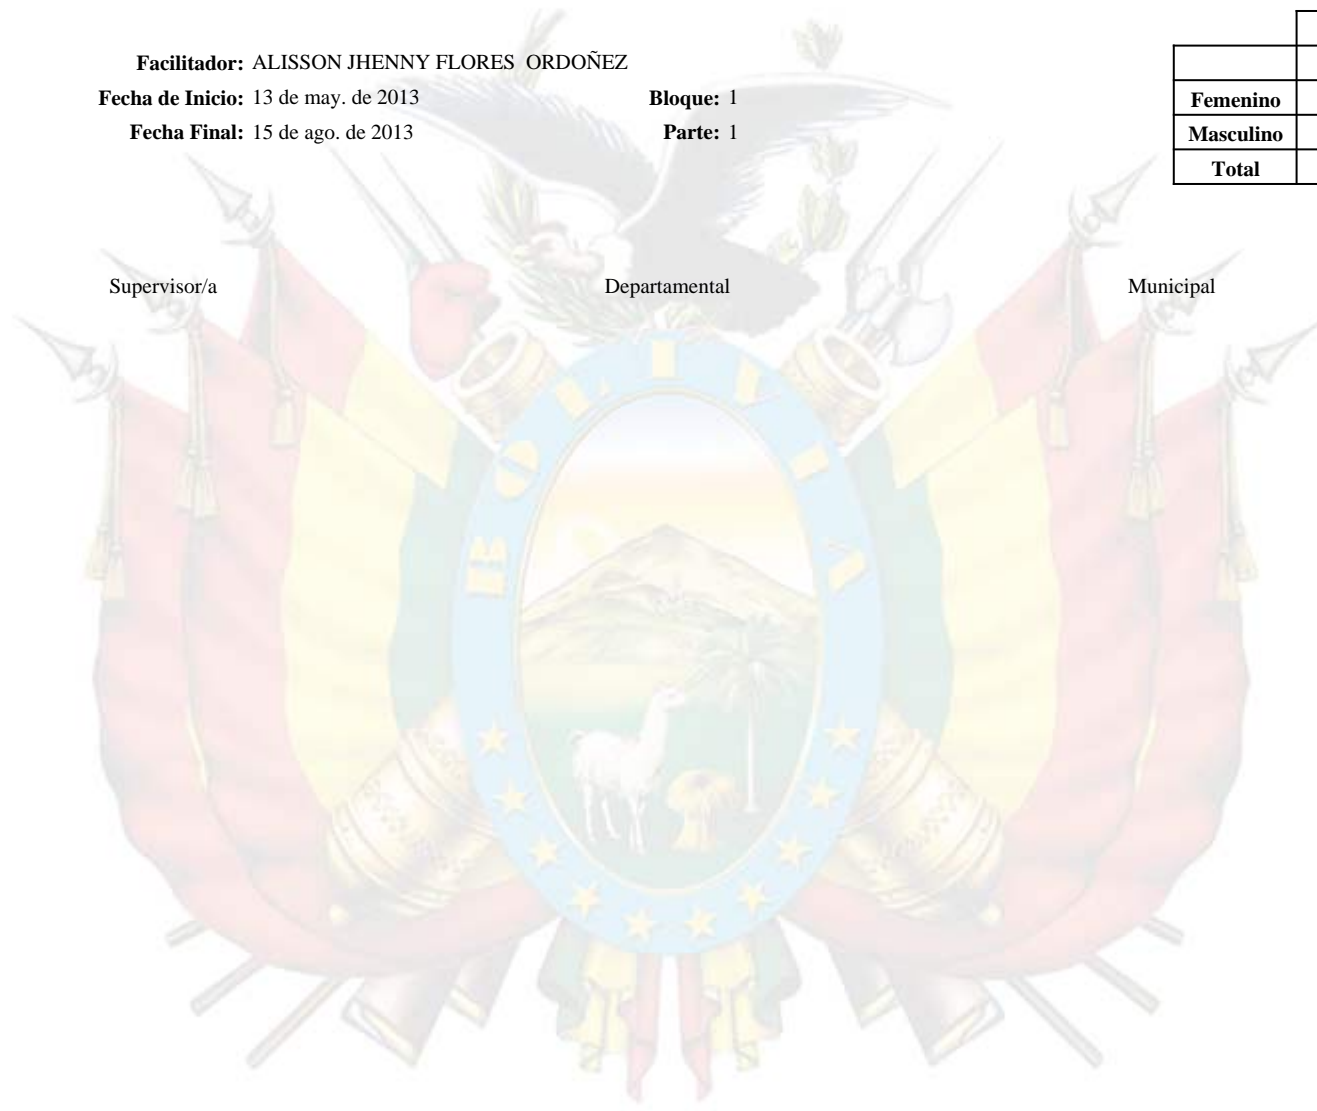 Facilitador: ALISSON JHENNY FLORES ORDOÑEZ
Fecha de Inicio: 13 de may. de 2013 Bloque: 1
Fecha Final: 15 de ago. de 2013 Parte: 1
Femenino
Masculino
Total
Supervisor/a Departamental Municipal
BOLIVIA